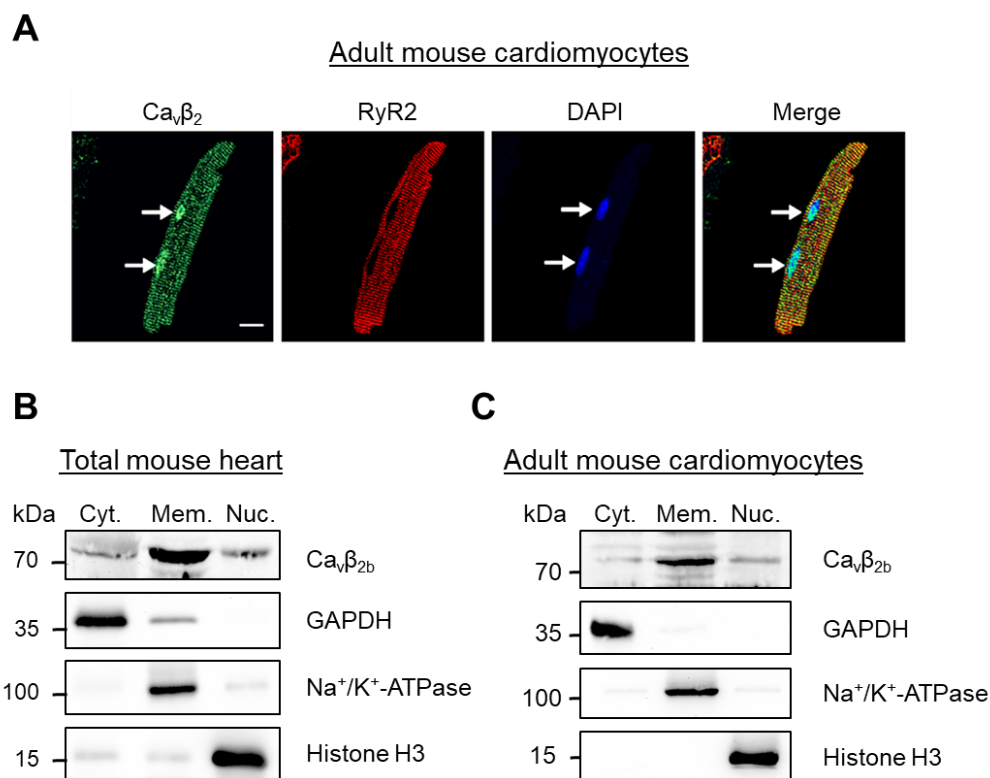 A
Adult mouse cardiomyocytes
Caᵥβ₂ RyR2 DAPI Merge
B
Total mouse heart
kDa Cyt. Mem. Nuc.
70 Caᵥβ₂b
35 GAPDH
100 Na⁺/K⁺-ATPase
15 Histone H3
C
Adult mouse cardiomyocytes
kDa Cyt. Mem. Nuc.
70 Caᵥβ₂b
35 GAPDH
100 Na⁺/K⁺-ATPase
15 Histone H3